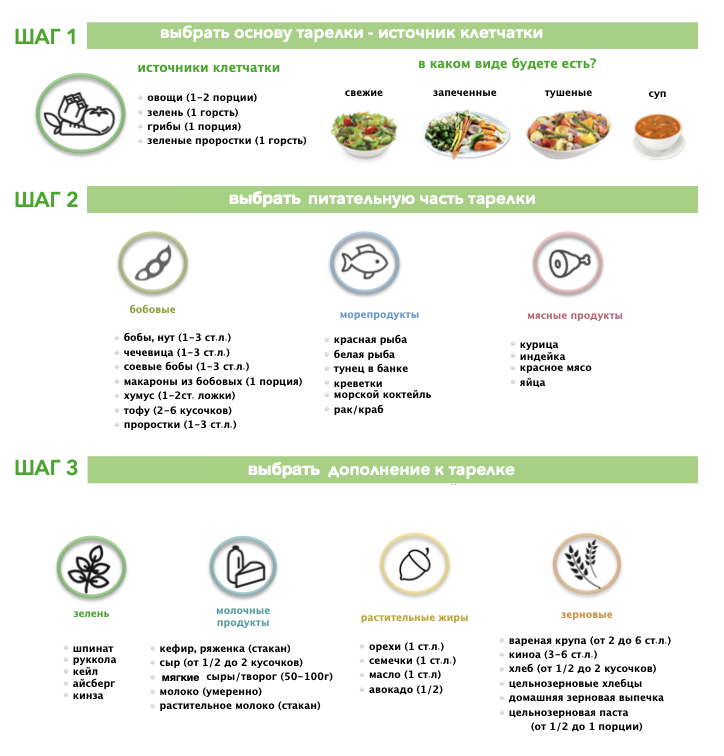 ШАГ 1
выбрать основу тарелки - источник клетчатки
источники клетчатки
овощи (1-2 порции)
зелень (1 горсть)
грибы (1 порция)
зеленые проростки (1 горсть)
в каком виде будете есть?
свежие
запеченные
тушеные
суп
ШАГ 2
выбрать питательную часть тарелки
бобовые
бобы, нут (1-3 ст.л.)
чечевица (1-3 ст.л.)
соевые бобы (1-3 ст.л.)
макароны из бобовых (1 порция)
хумус (1-2ст. ложки)
тофу (2-6 кусочков)
проростки (1-3 ст.л.)
морепродукты
красная рыба
белая рыба
тунец в банке
креветки
морской коктейль
рак/краб
мясные продукты
курица
индейка
красное мясо
яйца
ШАГ 3
выбрать дополнение к тарелке
зелень
шпинат
руккола
кейл
айсберг
кинза
молочные
продукты
кефир, ряженка (стакан)
сыр (от 1/2 до 2 кусочков)
мягкие сыры/творог (50-100г)
молоко (умеренно)
растительное молоко (стакан)
растительные жиры
орехи (1 ст.л.)
семечки (1 ст.л.)
масло (1 ст.л)
авокадо (1/2)
зерновые
вареная крупа (от 2 до 6 ст.л.)
киноа (3-6 ст.л.)
хлеб (от 1/2 до 2 кусочков)
цельнозерновые хлебцы
домашняя зерновая выпечка
цельнозерновая паста
(от 1/2 до 1 порции)